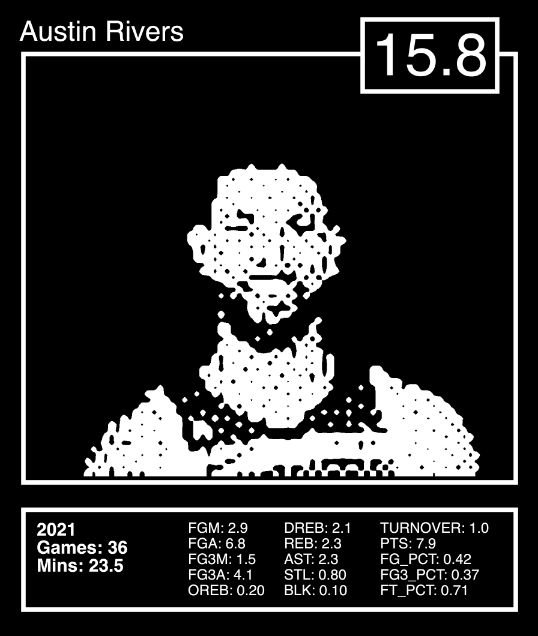 Austin Rivers
15.8
2021
Games: 36
Mins: 23.5
FGM: 2.9
FGA: 6.8
FG3M: 1.5
FG3A: 4.1
OREB: 0.20
DREB: 2.1
REB: 2.3
AST: 2.3
STL: 0.80
BLK: 0.10
TURNOVER: 1.0
PTS: 7.9
FG_PCT: 0.42
FG3_PCT: 0.37
FT_PCT: 0.71